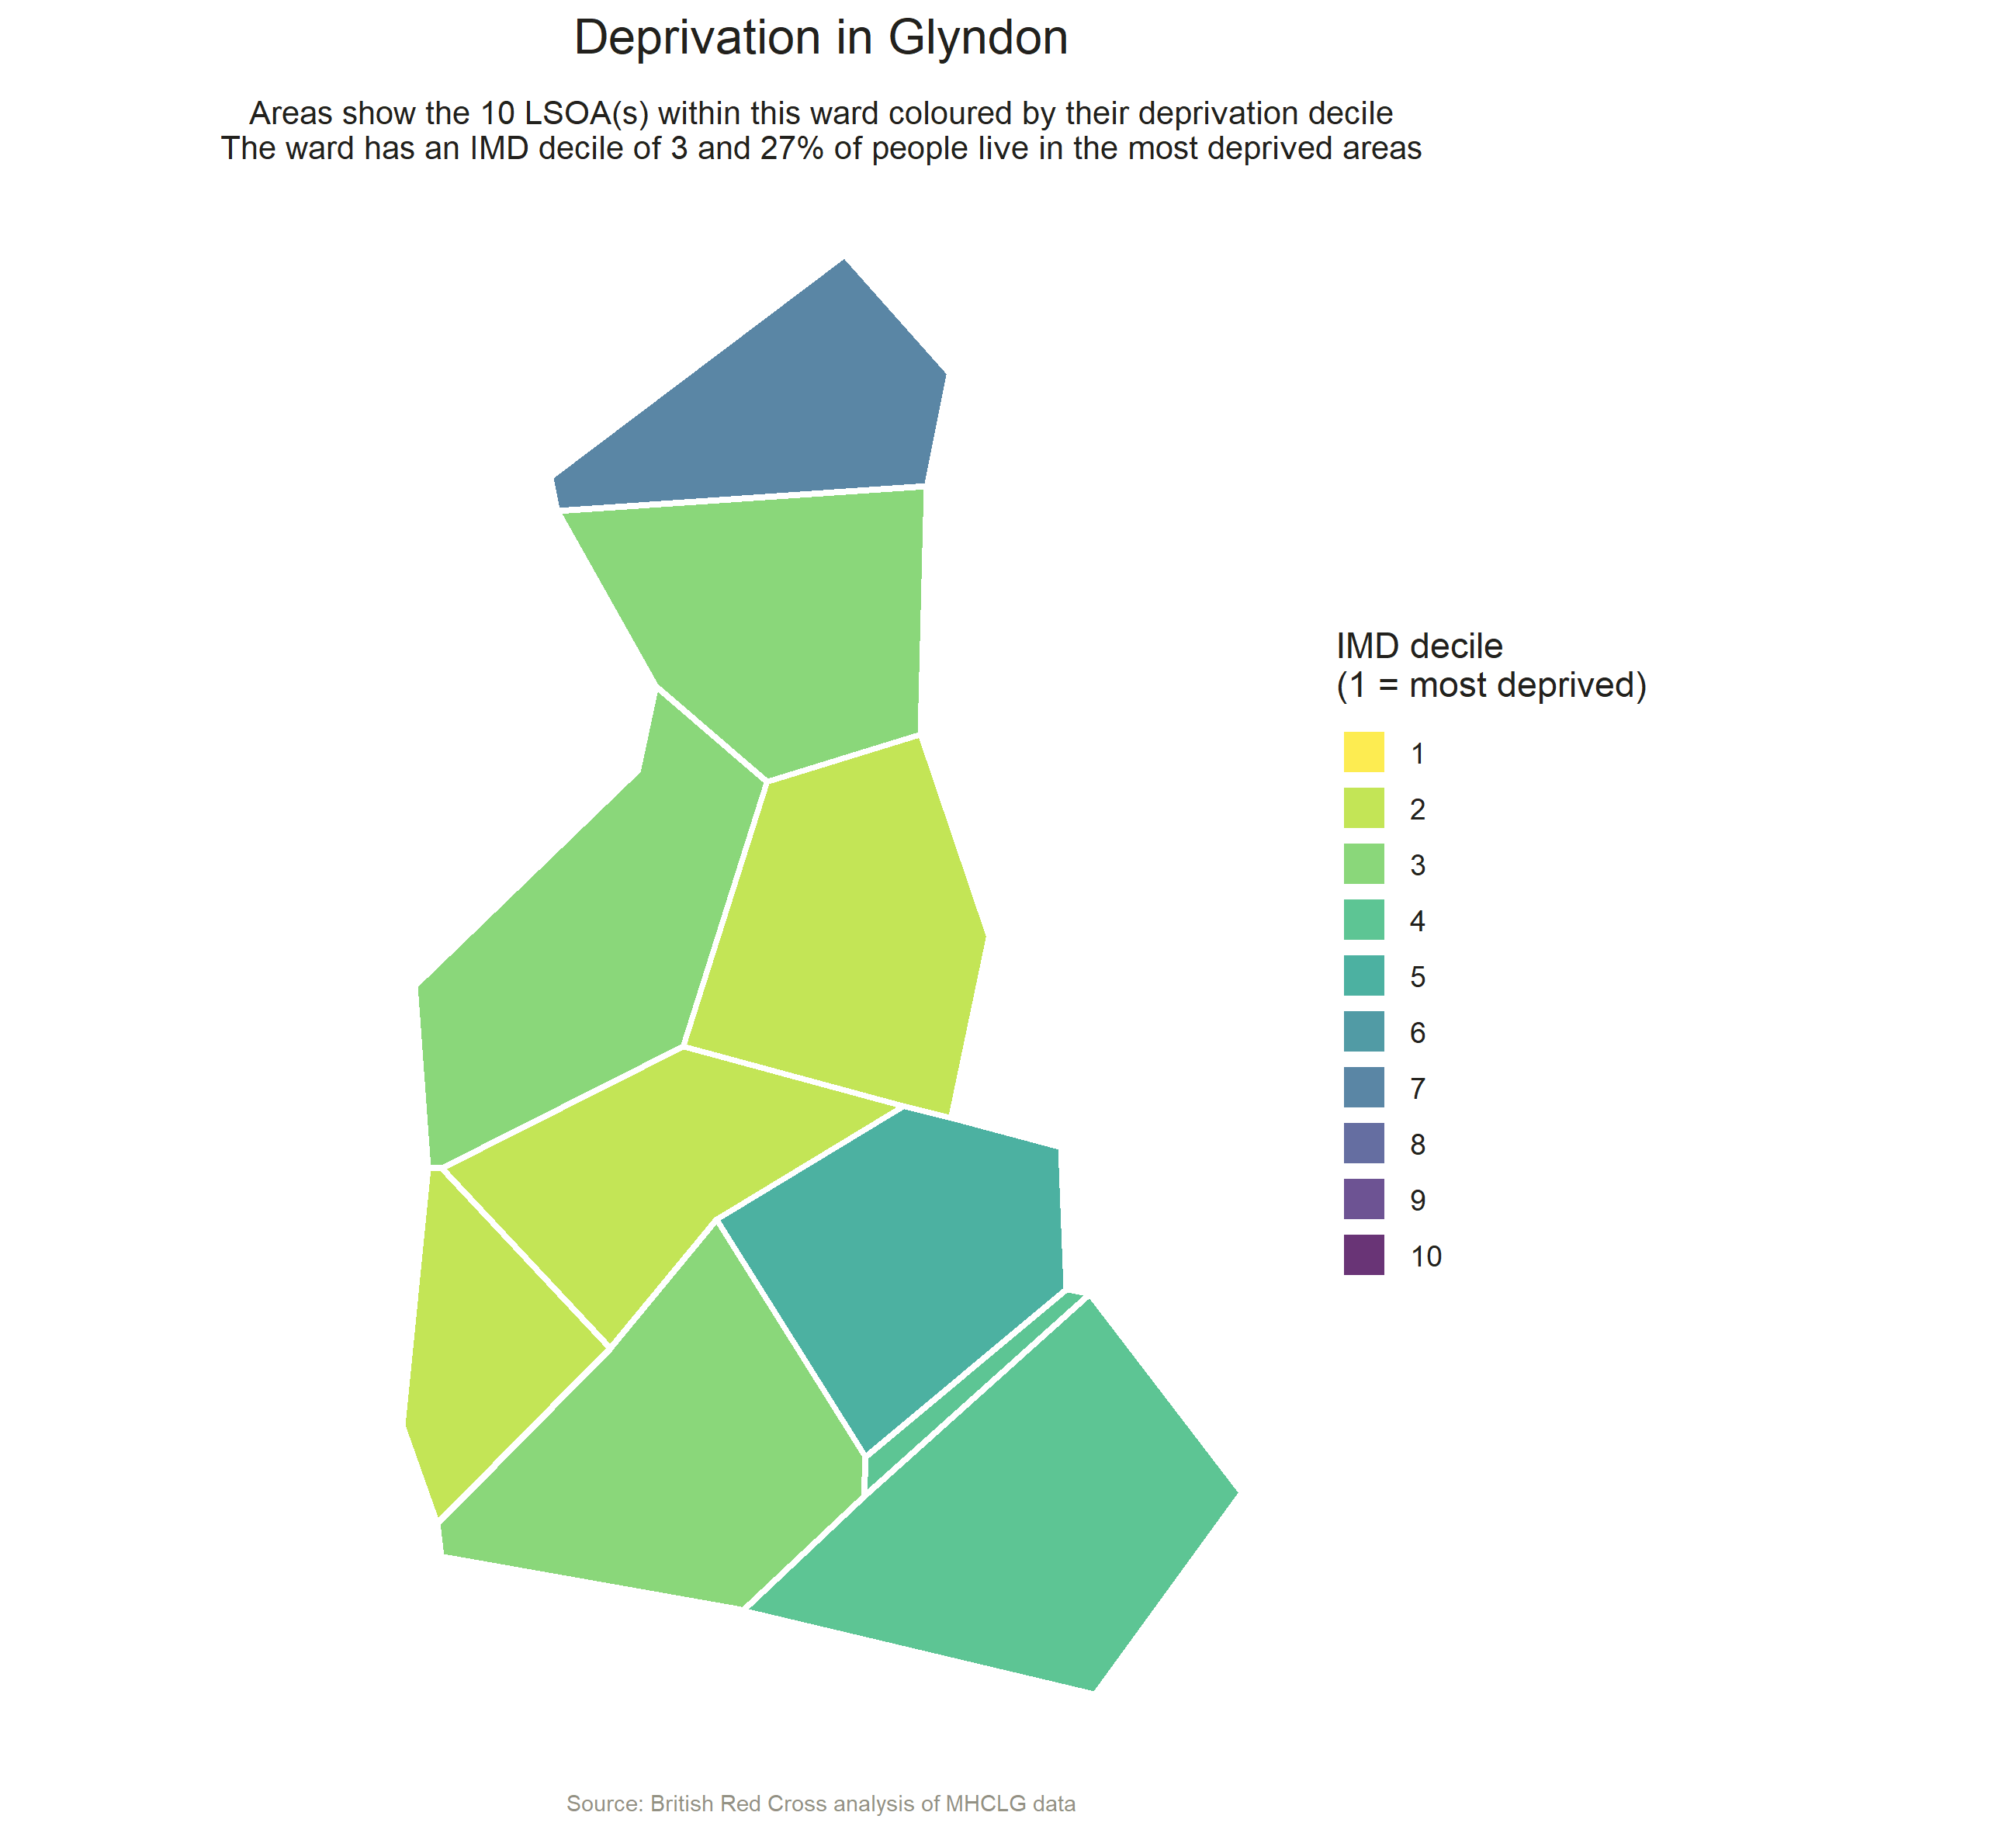 Deprivation in Glyndon
Areas show the 10 LSOA(s) within this ward coloured by their deprivation decile
The ward has an IMD decile of 3 and 27% of people live in the most deprived areas
IMD decile
(1 = most deprived)
1
2
3
4
5
6
7
8
9
10
Source: British Red Cross analysis of MHCLG data